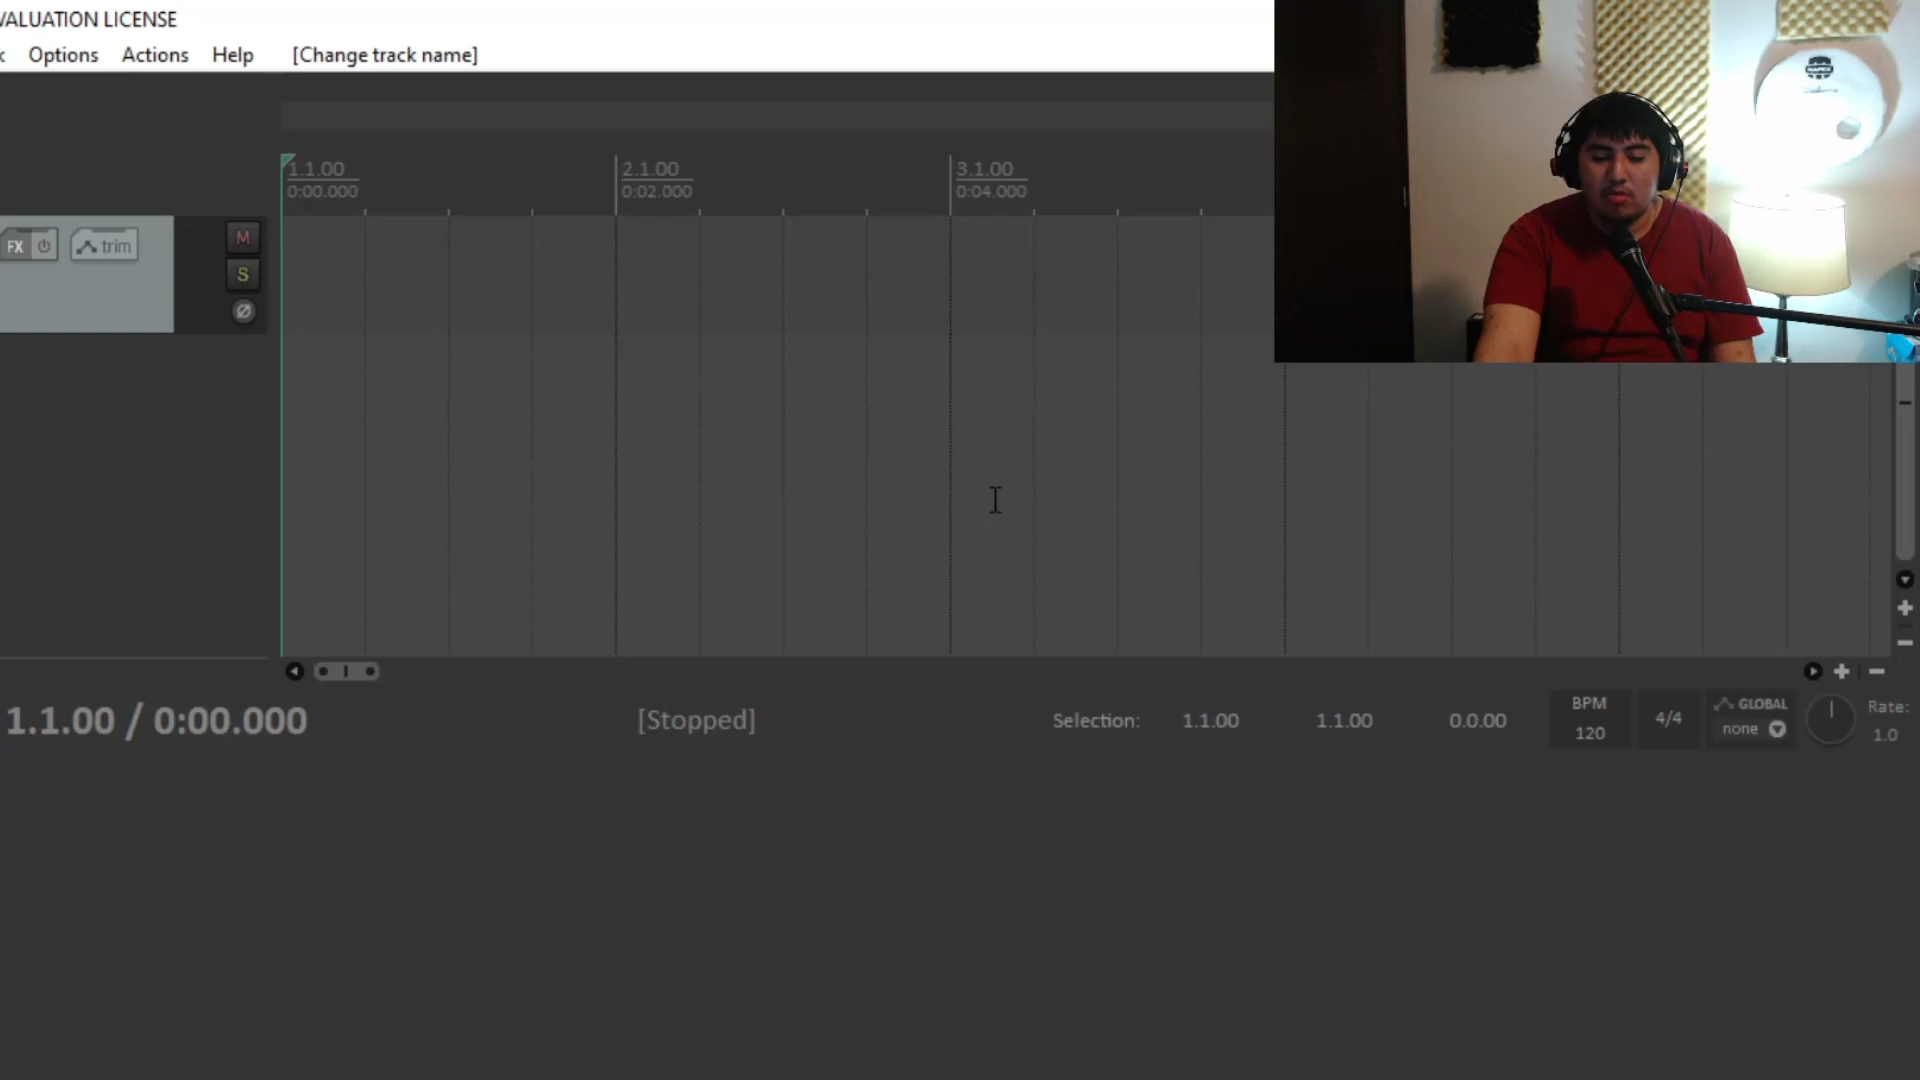 VALUATION LICENSE
Options Actions Help [Change track name]
1.1.00 2.1.00 3.1.00
0:00.000 0:02.000 0:04.000
FX trim M
S
1.1.00 / 0:00.000 [Stopped] Selection: 1.1.00 1.1.00 0.0.00
BPM 4/4 GLOBAL Rate:
120 none 1.0
MAPEX